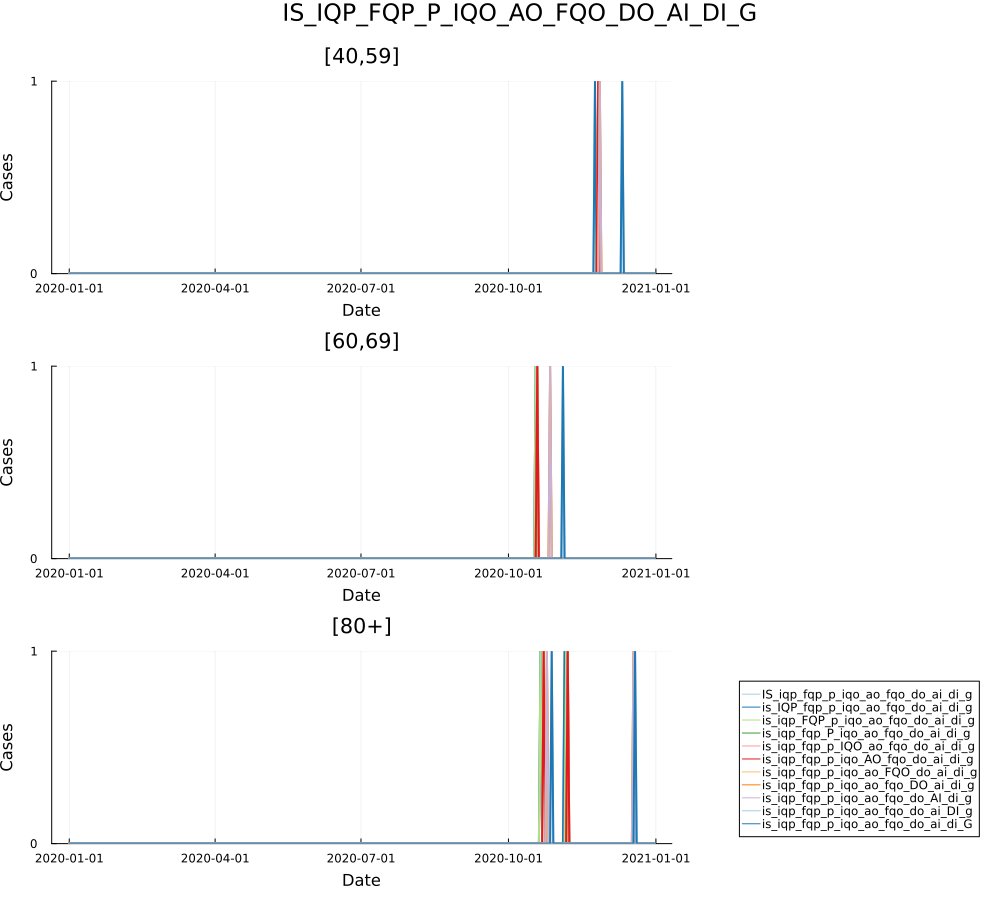 IS_IQP_FQP_P_IQO_AO_FQO_DO_AI_DI_G
[40,59]
1
Cases
0
2020-01-01 2020-04-01 2020-07-01 2020-10-01 2021-01-01
Date
[60,69]
1
Cases
0
2020-01-01 2020-04-01 2020-07-01 2020-10-01 2021-01-01
Date
[80+]
1
Cases
0
2020-01-01 2020-04-01 2020-07-01 2020-10-01 2021-01-01
Date
IS_iqp_fqp_p_iqo_ao_fqo_do_ai_di_g
is_IQP_fqp_p_iqo_ao_fqo_do_ai_di_g
is_iqp_FQP_p_iqo_ao_fqo_do_ai_di_g
is_iqp_fqp_P_iqo_ao_fqo_do_ai_di_g
is_iqp_fqp_p_IQO_ao_fqo_do_ai_di_g
is_iqp_fqp_p_iqo_AO_fqo_do_ai_di_g
is_iqp_fqp_p_iqo_ao_FQO_do_ai_di_g
is_iqp_fqp_p_iqo_ao_fqo_DO_ai_di_g
is_iqp_fqp_p_iqo_ao_fqo_do_AI_di_g
is_iqp_fqp_p_iqo_ao_fqo_do_ai_DI_g
is_iqp_fqp_p_iqo_ao_fqo_do_ai_di_G